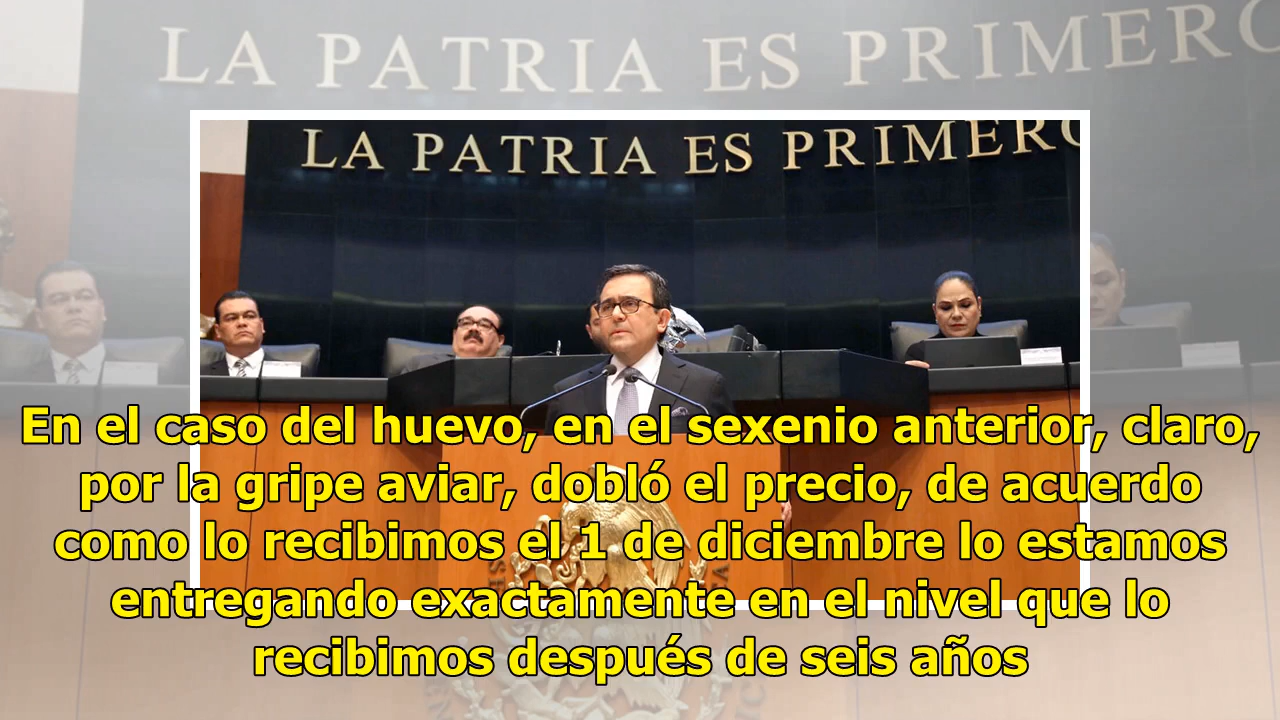 LA PATRIA ES PRIMERO
LA PATRIA ES PRIMERO
En el caso del huevo, en el sexenio anterior, claro,
por la gripe aviar, dobló el precio, de acuerdo
como lo recibimos el 1 de diciembre lo estamos
entregando exactamente en el nivel que lo
recibimos después de seis años